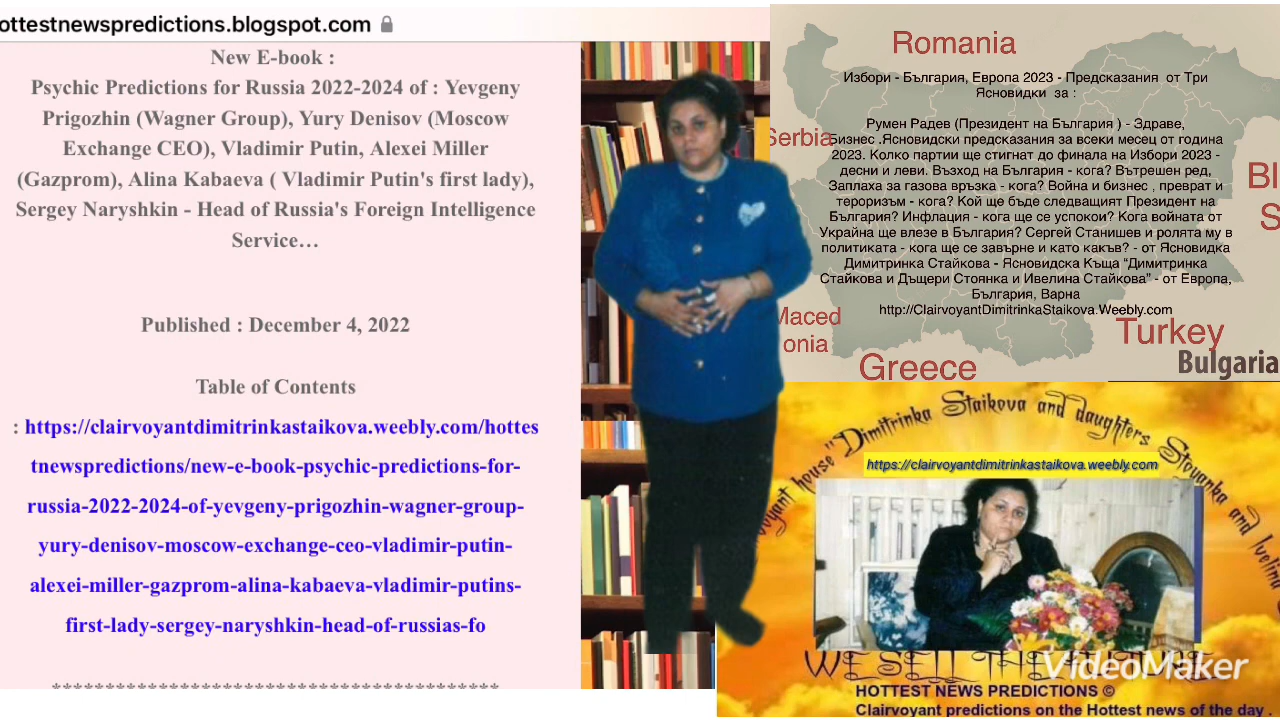 ottestnewspredictions.blogspot.com
New E-book :
Psychic Predictions for Russia 2022-2024 of : Yevgeny
Prigozhin (Wagner Group), Yury Denisov (Moscow
Exchange CEO), Vladimir Putin, Alexei Miller
(Gazprom), Alina Kabaeva ( Vladimir Putin's first lady),
Sergey Naryshkin - Head of Russia's Foreign Intelligence
Service…
Published : December 4, 2022
Table of Contents
: https://clairvoyantdimitrinkastaikova.weebly.com/hottes
tnewspredictions/new-e-book-psychic-predictions-for-
russia-2022-2024-of-yevgeny-prigozhin-wagner-group-
yury-denisov-moscow-exchange-ceo-vladimir-putin-
alexei-miller-gazprom-alina-kabaeva-vladimir-putins-
first-lady-sergey-naryshkin-head-of-russias-fo
******************************************
Romania
Избори - България, Европа 2023 - Предсказания от Три
Ясновидки за :
Serbia
Румен Радев (Президент на България ) - Здраве,
Бизнес .Ясновидски предсказания за всеки месец от година
2023. Колко партии ще стигнат до финала на Избори 2023 -
десни и леви. Възход на България - кога? Вътрешен ред,
Заплаха за газова връзка - кога? Война и бизнес , преврат и
тероризъм - кога? Кой ще бъде следващият Президент на
България? Инфлация - кога ще се успокои? Кога войната от
Украйна ще влезе в България? Сергей Станишев и ролята му в
политиката - кога ще се завърне и като какъв? - от Ясновидка
Димитринка Стайкова - Ясновидска Къща “Димитринка
Стайкова и Дъщери Стоянка и Ивелина Стайкова” - от Европа,
България, Варна
http://ClairvoyantDimitrinkaStaikova.Weebly.com
Bl
S
Maced
onia
Greece
Turkey
Bulgaria
voyant house "Dimitrinka Staikova and daughters Stoyanka and Ivelina
https://clairvoyantdimitrinkastaikova.weebly.com
WE SELL THE
VideoMaker
HOTTEST NEWS PREDICTIONS ©
Clairvoyant predictions on the Hottest news of the day .